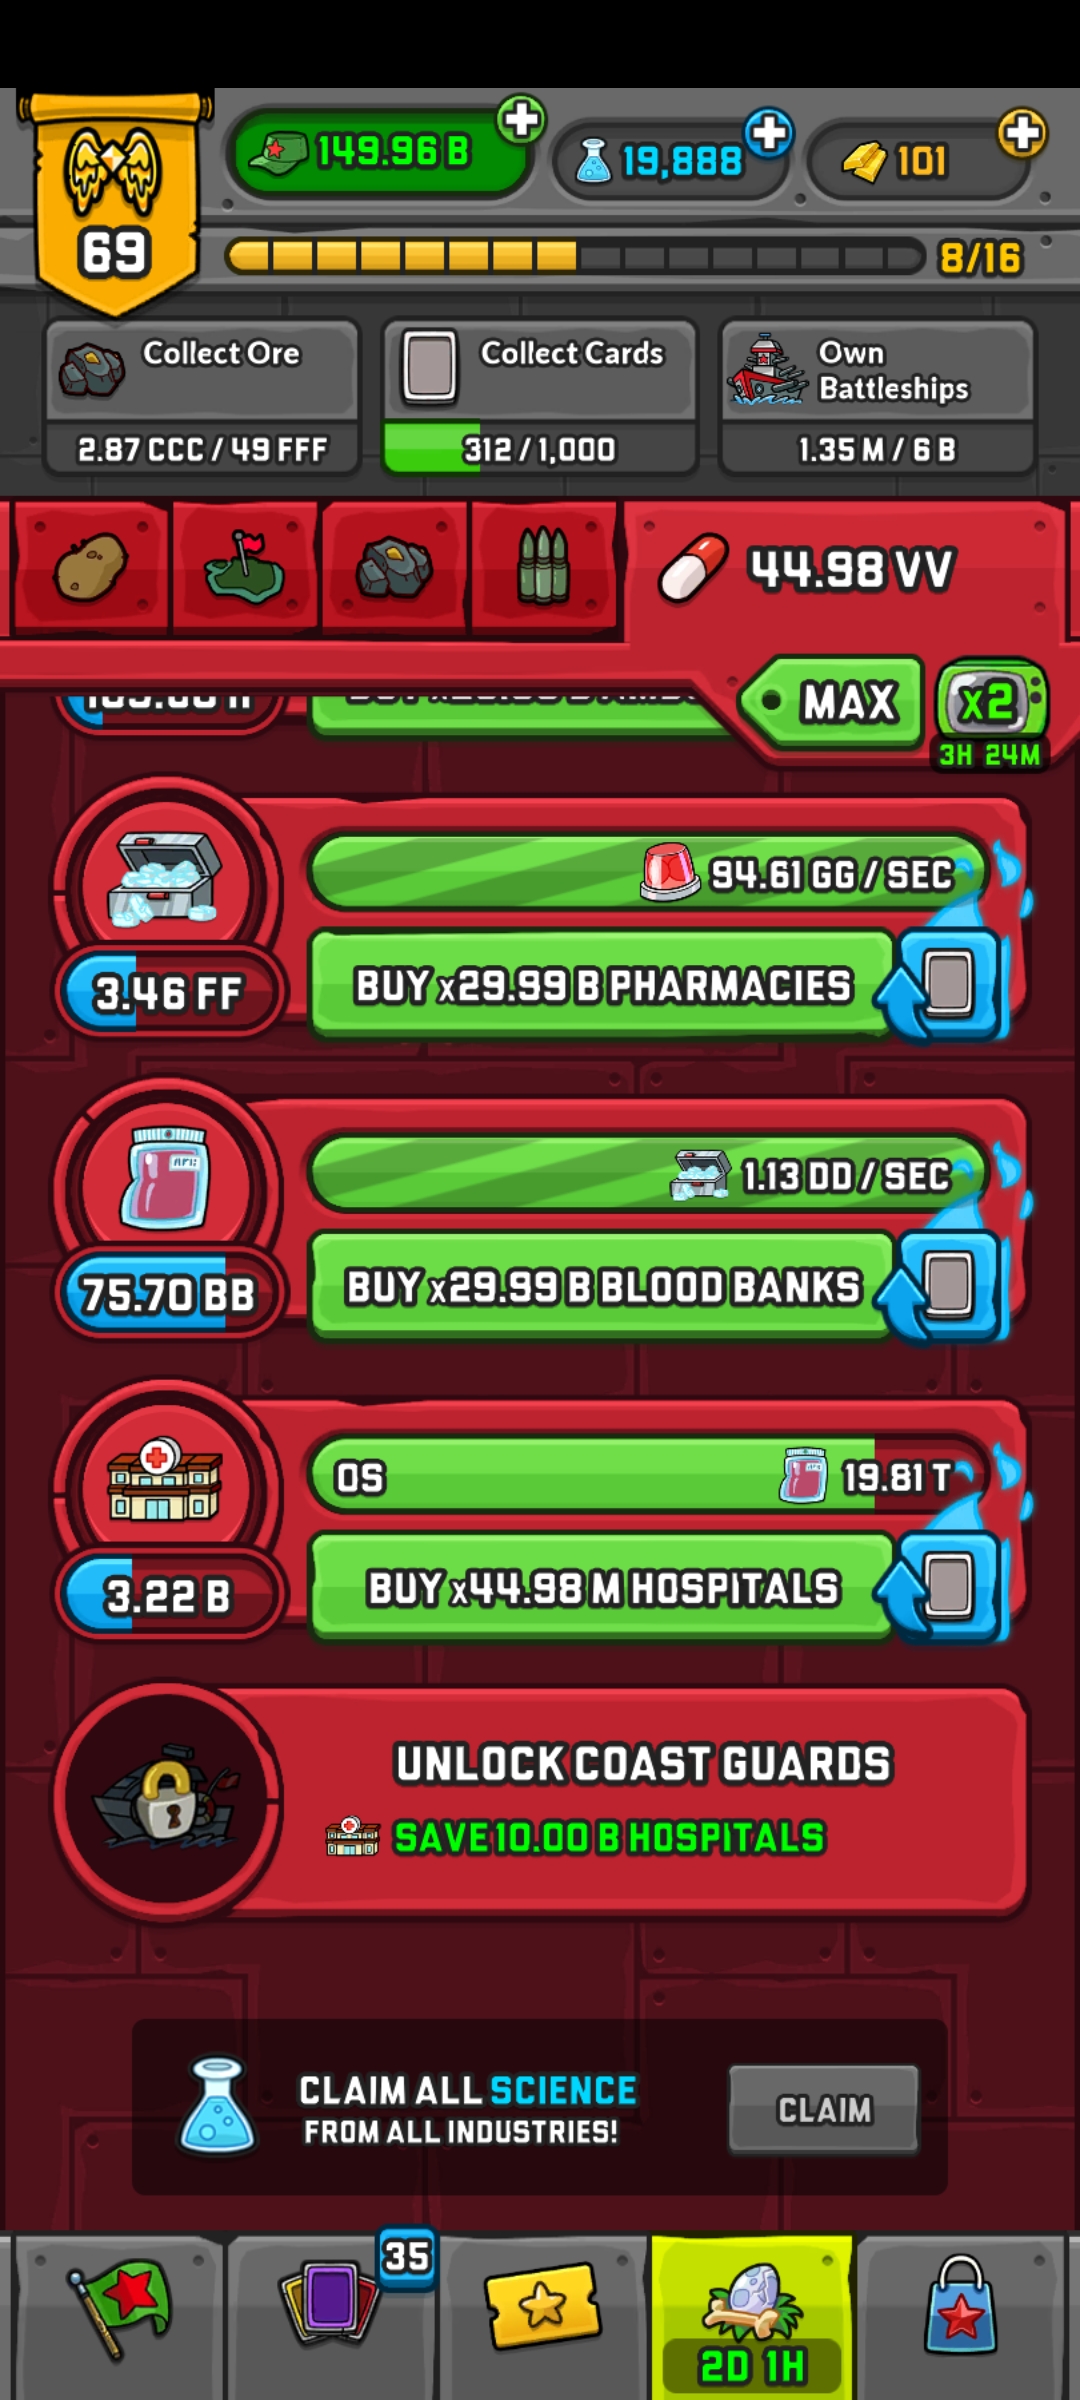 149.96 B
19,888
101
69
8/16
Collect Ore
2.87 CCC / 49 FFF
Collect Cards
312 / 1,000
Own
Battleships
1.35 M / 6 B
44.98 VV
MAX
x2
3H 24M
94.61 GG / SEC
3.46 FF
BUY x29.99 B PHARMACIES
1.13 DD / SEC
75.70 BB
BUY x29.99 B BLOOD BANKS
0S
19.81 T
3.22 B
BUY x44.98 M HOSPITALS
UNLOCK COAST GUARDS
SAVE 10.00 B HOSPITALS
CLAIM ALL SCIENCE
FROM ALL INDUSTRIES!
CLAIM
35
2D 1H